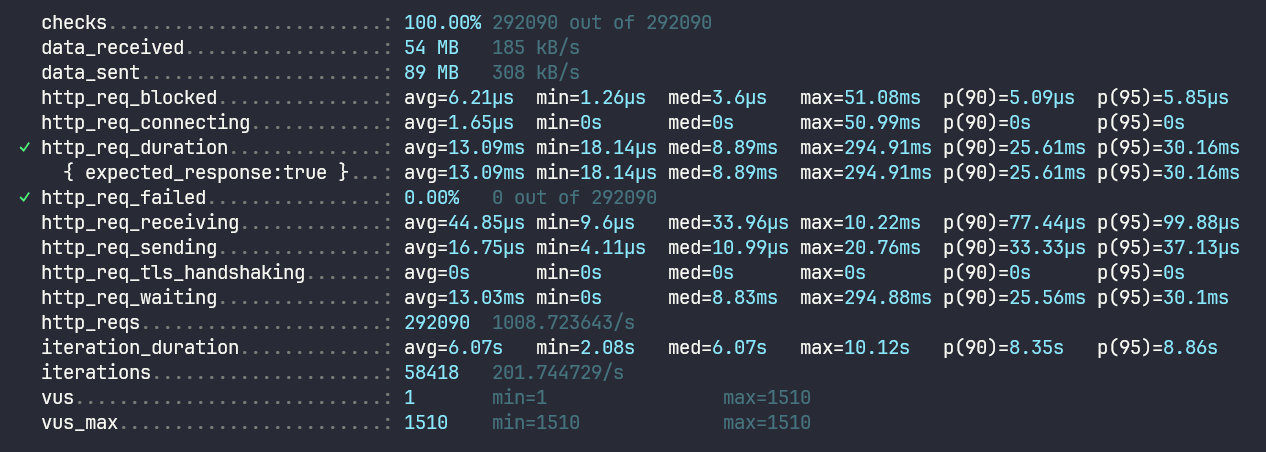 checks.........................: 100.00% 292090 out of 292090
data_received..................: 54 MB 185 kB/s
data_sent......................: 89 MB 308 kB/s
http_req_blocked...............: avg=6.21µs min=1.26µs med=3.6µs max=51.08ms p(90)=5.09µs p(95)=5.85µs
http_req_connecting............: avg=1.65µs min=0s med=0s max=50.99ms p(90)=0s p(95)=0s
✓ http_req_duration..............: avg=13.09ms min=18.14µs med=8.89ms max=294.91ms p(90)=25.61ms p(95)=30.16ms
{ expected_response:true }...: avg=13.09ms min=18.14µs med=8.89ms max=294.91ms p(90)=25.61ms p(95)=30.16ms
✓ http_req_failed................: 0.00% 0 out of 292090
http_req_receiving.............: avg=44.85µs min=9.6µs med=33.96µs max=10.22ms p(90)=77.44µs p(95)=99.88µs
http_req_sending...............: avg=16.75µs min=4.11µs med=10.99µs max=20.76ms p(90)=33.33µs p(95)=37.13µs
http_req_tls_handshaking.......: avg=0s min=0s med=0s max=0s p(90)=0s p(95)=0s
http_req_waiting...............: avg=13.03ms min=0s med=8.83ms max=294.88ms p(90)=25.56ms p(95)=30.1ms
http_reqs......................: 292090 1008.723643/s
iteration_duration.............: avg=6.07s min=2.08s med=6.07s max=10.12s p(90)=8.35s p(95)=8.86s
iterations.....................: 58418 201.744729/s
vus............................: 1 min=1 max=1510
vus_max........................: 1510 min=1510 max=1510